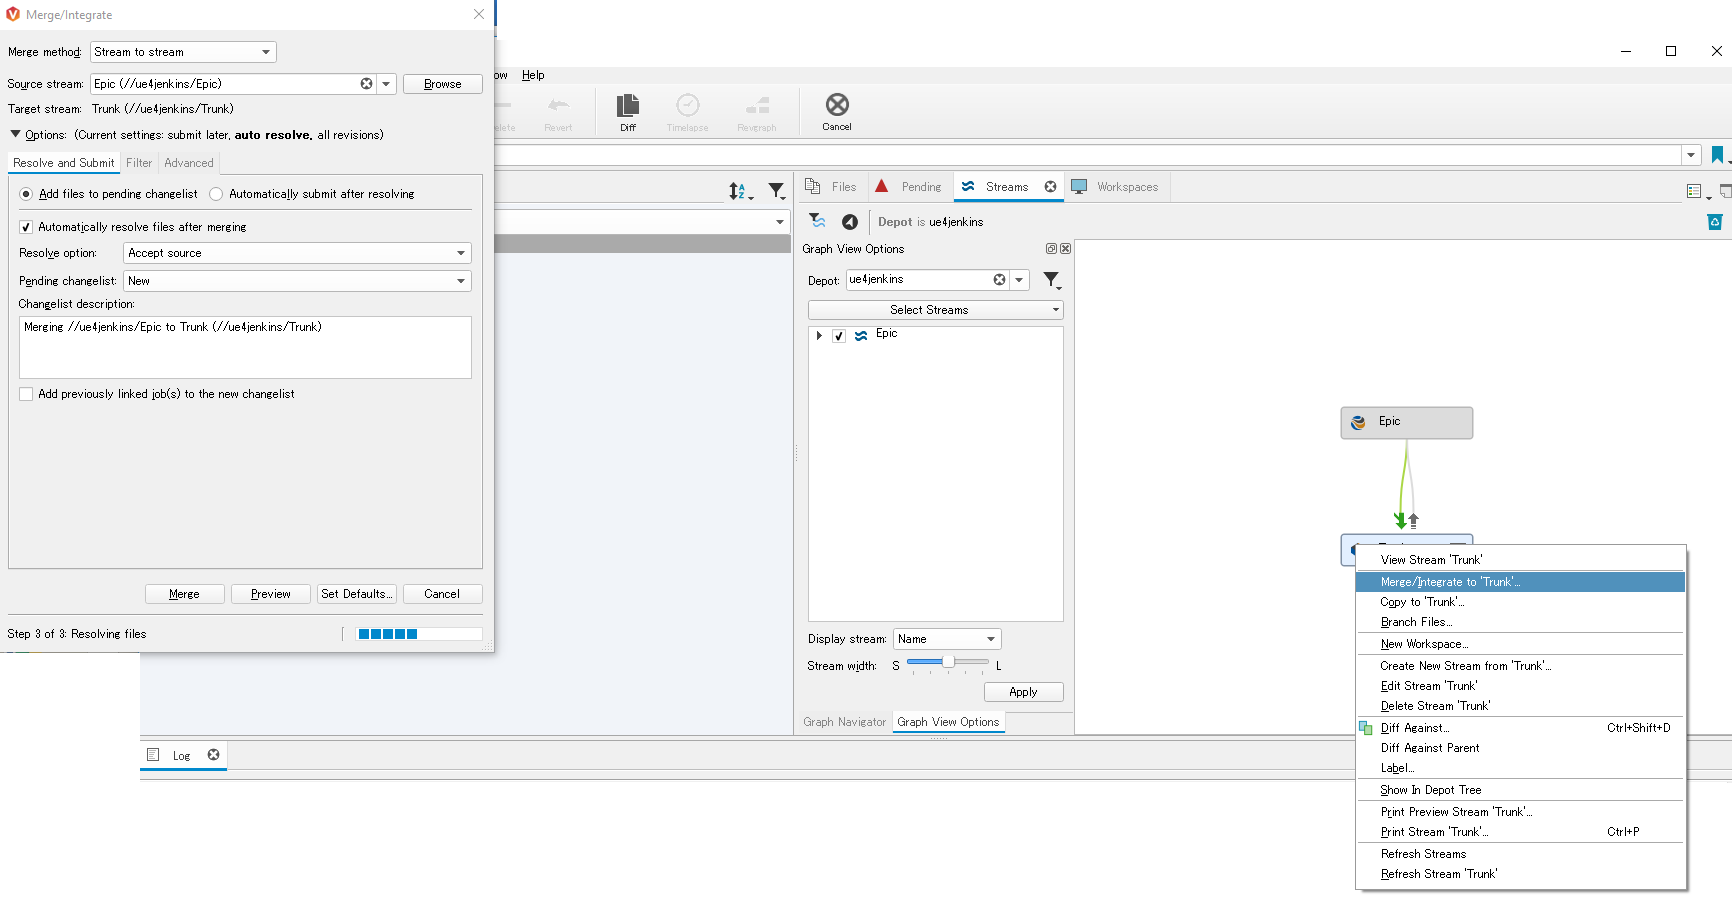 Merge/Integrate
Merge method: Stream to stream
Source stream: Epic (//ue4jenkins/Epic) Browse
Target stream: Trunk (//ue4jenkins/Trunk)
Options: (Current settings: submit later, auto resolve, all revisions)
Resolve and Submit Filter Advanced
Add files to pending changelist Automatically submit after resolving
Automatically resolve files after merging
Resolve option: Accept source
Pending changelist: New
Changelist description:
Merging //ue4jenkins/Epic to Trunk (//ue4jenkins/Trunk)
Add previously linked job(s) to the new changelist
Merge Preview Set Defaults... Cancel
Step 3 of 3: Resolving files
Help
Revert Diff Timelapse Revgraph Cancel
Files Pending Streams Workspaces
Depot is ue4jenkins
Graph View Options
Depot: ue4jenkins
Select Streams
Epic
Display stream: Name
Stream width: S L
Apply
Graph Navigator Graph View Options
Log
Epic
View Stream 'Trunk'
Merge/Integrate to 'Trunk'...
Copy to 'Trunk'...
Branch Files...
New Workspace...
Create New Stream from 'Trunk'...
Edit Stream 'Trunk'
Delete Stream 'Trunk'
Diff Against... Ctrl+Shift+D
Diff Against Parent
Label...
Show In Depot Tree
Print Preview Stream 'Trunk'...
Print Stream 'Trunk'... Ctrl+P
Refresh Streams
Refresh Stream 'Trunk'